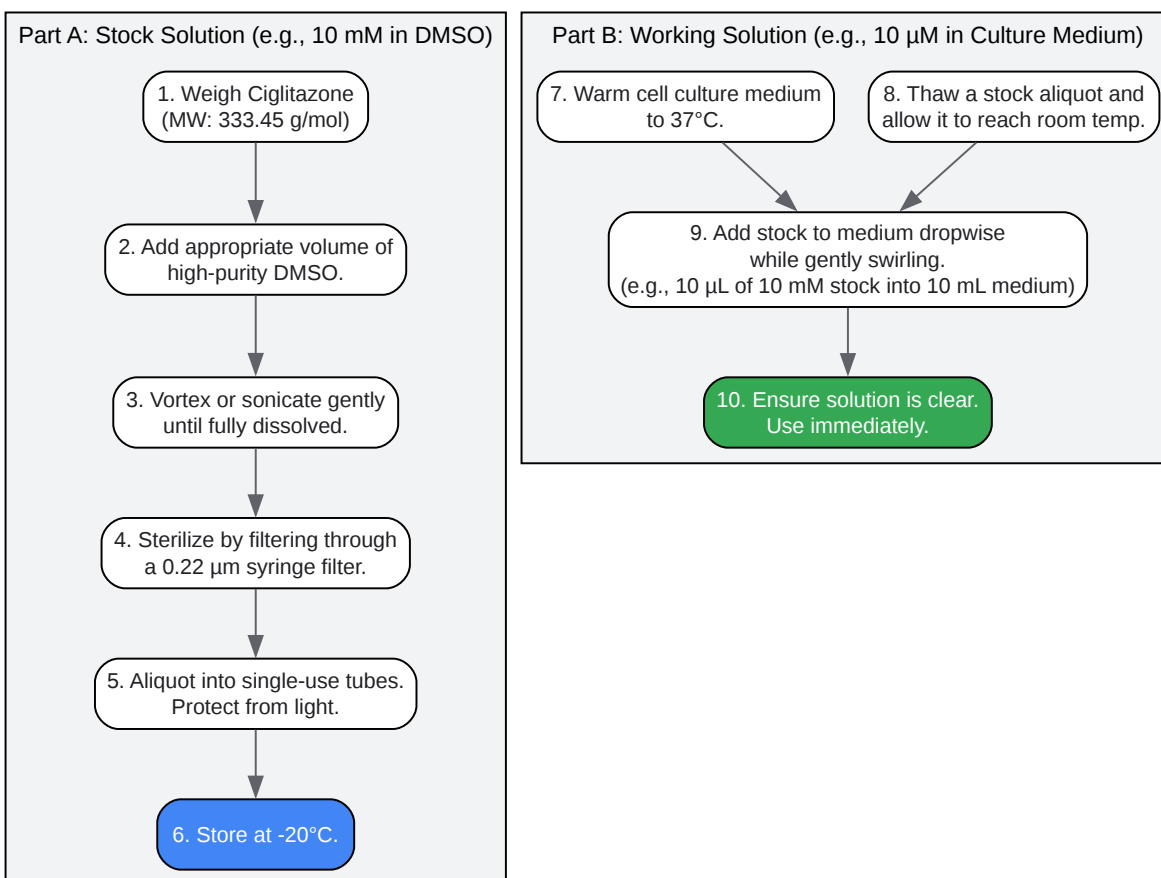 Part A: Stock Solution (e.g., 10 mM in DMSO)
1. Weigh Ciglitazone
(MW: 333.45 g/mol)
2. Add appropriate volume of
high-purity DMSO.
3. Vortex or sonicate gently
until fully dissolved.
4. Sterilize by filtering through
a 0.22 µm syringe filter.
5. Aliquot into single-use tubes.
Protect from light.
6. Store at -20°C.
Part B: Working Solution (e.g., 10 µM in Culture Medium)
7. Warm cell culture medium
to 37°C.
8. Thaw a stock aliquot and
allow it to reach room temp.
9. Add stock to medium dropwise
while gently swirling.
(e.g., 10 µL of 10 mM stock into 10 mL medium)
10. Ensure solution is clear.
Use immediately.